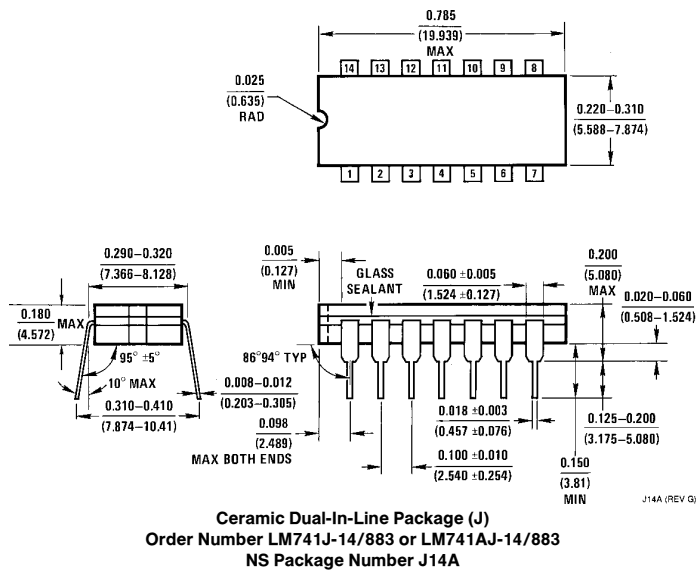 0.785
(19.939)
MAX
14 13 12 11 10 9 8
0.025
(0.635)
RAD
0.220–0.310
(5.588–7.874)
1 2 3 4 5 6 7
0.290–0.320
(7.366–8.128)
0.180
(4.572)
MAX
95° ±5°
10° MAX
0.310–0.410
(7.874–10.41)
0.008–0.012
(0.203–0.305)
0.005
(0.127)
MIN
GLASS
SEALANT
0.060 ±0.005
(1.524 ±0.127)
0.200
(5.080)
MAX
0.020–0.060
(0.508–1.524)
86°94° TYP
0.098
(2.489)
MAX BOTH ENDS
0.018 ±0.003
(0.457 ±0.076)
0.100 ±0.010
(2.540 ±0.254)
0.125–0.200
(3.175–5.080)
0.150
(3.81)
MIN
J14A (REV G)
Ceramic Dual-In-Line Package (J)
Order Number LM741J-14/883 or LM741AJ-14/883
NS Package Number J14A